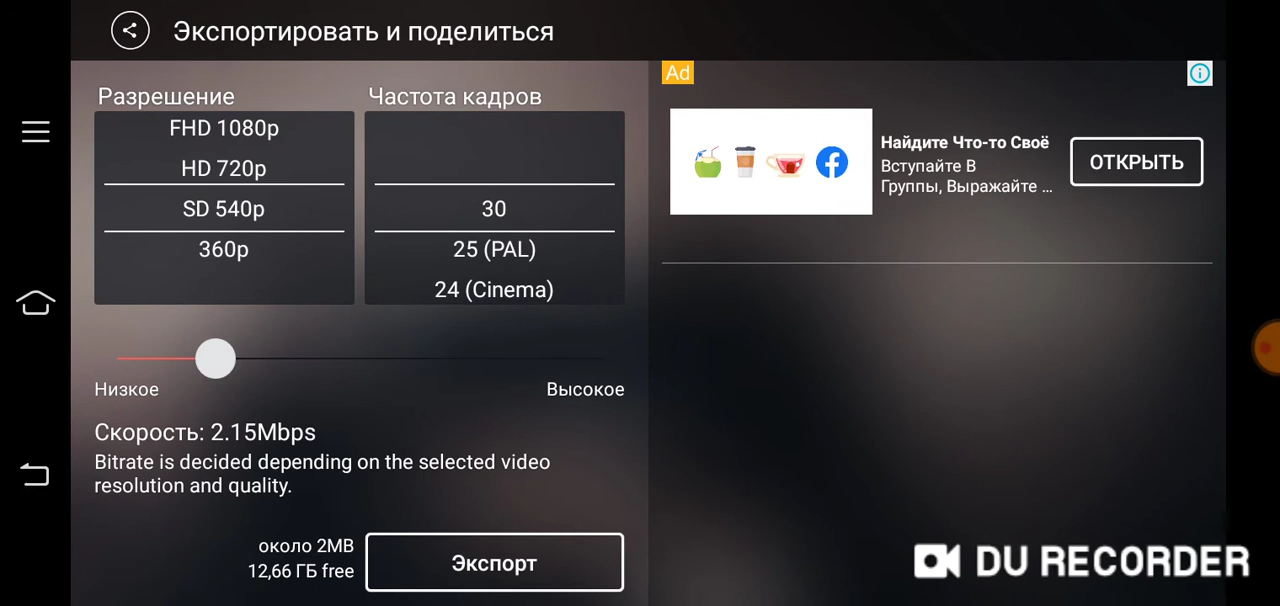 Экспортировать и поделиться
Разрешение
FHD 1080p
HD 720p
SD 540p
360p
Частота кадров
30
25 (PAL)
24 (Cinema)
Низкое
Высокое
Скорость: 2.15Mbps
Bitrate is decided depending on the selected video
resolution and quality.
около 2MB
12,66 ГБ free
Экспорт
Ad
Найдите Что-то Своё
Вступайте В
Группы, Выражайте ...
ОТКРЫТЬ
DU RECORDER